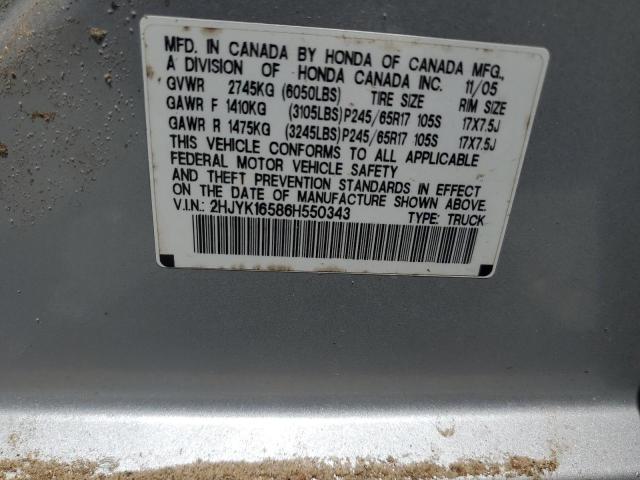 MFD. IN CANADA BY HONDA OF CANADA MFG.,
A DIVISION OF HONDA CANADA INC. 11/05
GVWR 2745KG (6050LBS) TIRE SIZE RIM SIZE
GAWR F 1410KG (3105LBS)P245/65R17 105S 17X7.5J
GAWR R 1475KG (3245LBS)P245/65R17 105S 17X7.5J
THIS VEHICLE CONFORMS TO ALL APPLICABLE
FEDERAL MOTOR VEHICLE SAFETY
AND THEFT PREVENTION STANDARDS IN EFFECT
ON THE DATE OF MANUFACTURE SHOWN ABOVE.
V.I.N.: 2HJYK16586H550343 TYPE: TRUCK